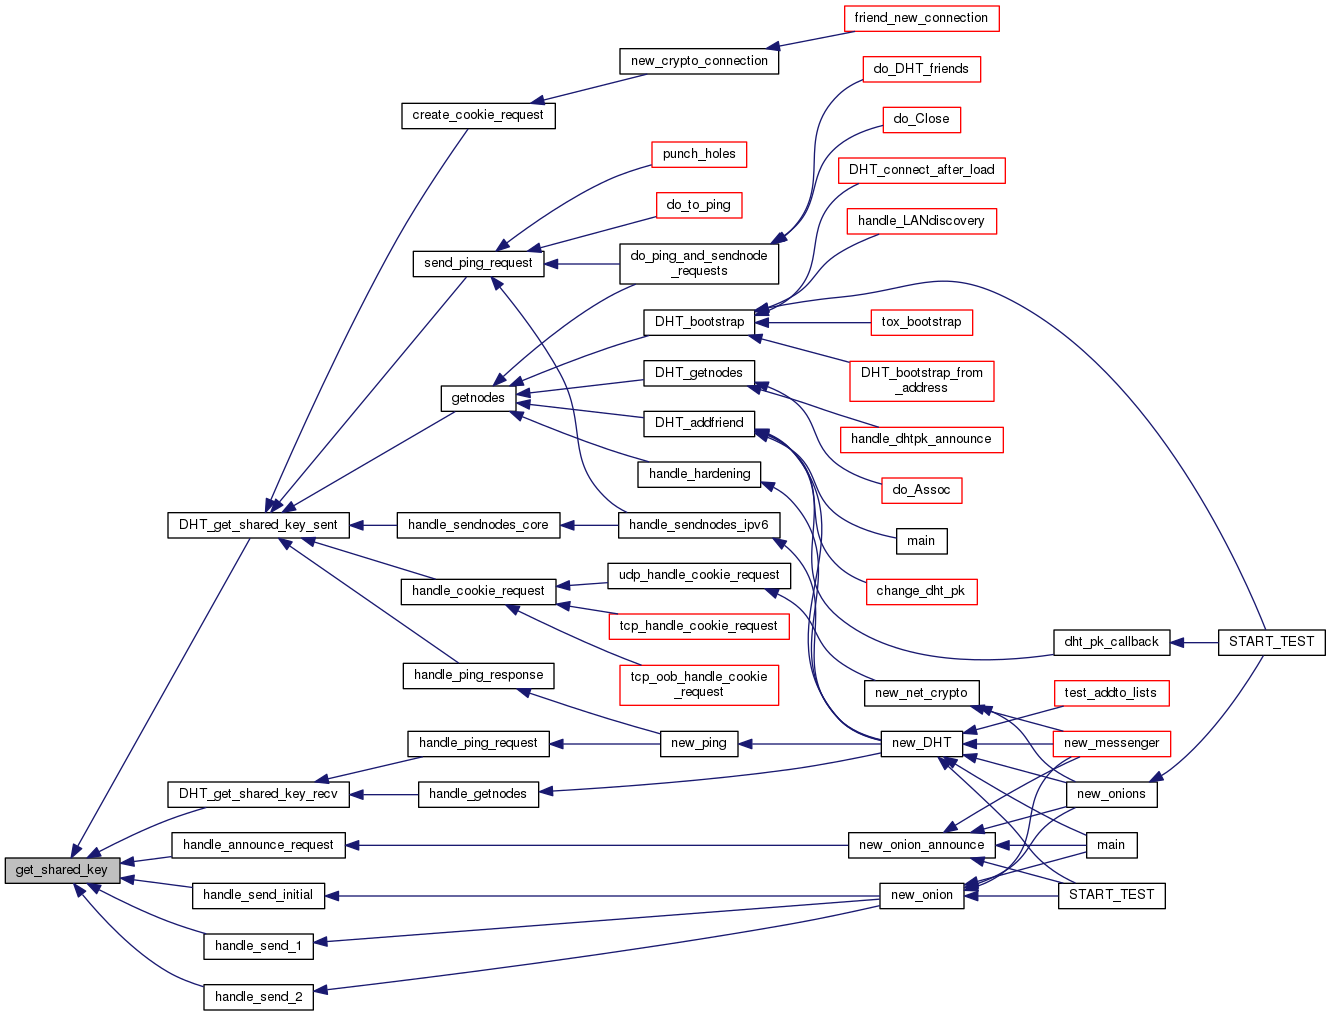 friend_new_connection
new_crypto_connection
do_DHT_friends
create_cookie_request
do_Close
punch_holes
DHT_connect_after_load
do_to_ping
handle_LANdiscovery
send_ping_request
do_ping_and_sendnode
_requests
DHT_bootstrap
tox_bootstrap
DHT_getnodes
DHT_bootstrap_from
_address
getnodes
DHT_addfriend
handle_dhtpk_announce
handle_hardening
do_Assoc
DHT_get_shared_key_sent
handle_sendnodes_core
handle_sendnodes_ipv6
main
udp_handle_cookie_request
handle_cookie_request
change_dht_pk
tcp_handle_cookie_request
dht_pk_callback
START_TEST
handle_ping_response
tcp_oob_handle_cookie
_request
new_net_crypto
test_addto_lists
handle_ping_request
new_ping
new_DHT
new_messenger
DHT_get_shared_key_recv
handle_getnodes
new_onions
handle_announce_request
new_onion_announce
main
get_shared_key
handle_send_initial
new_onion
START_TEST
handle_send_1
handle_send_2